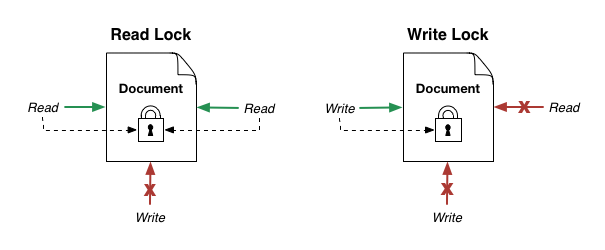 Read Lock
Document
Read
Read
Write
Write Lock
Document
Write
Read
Write